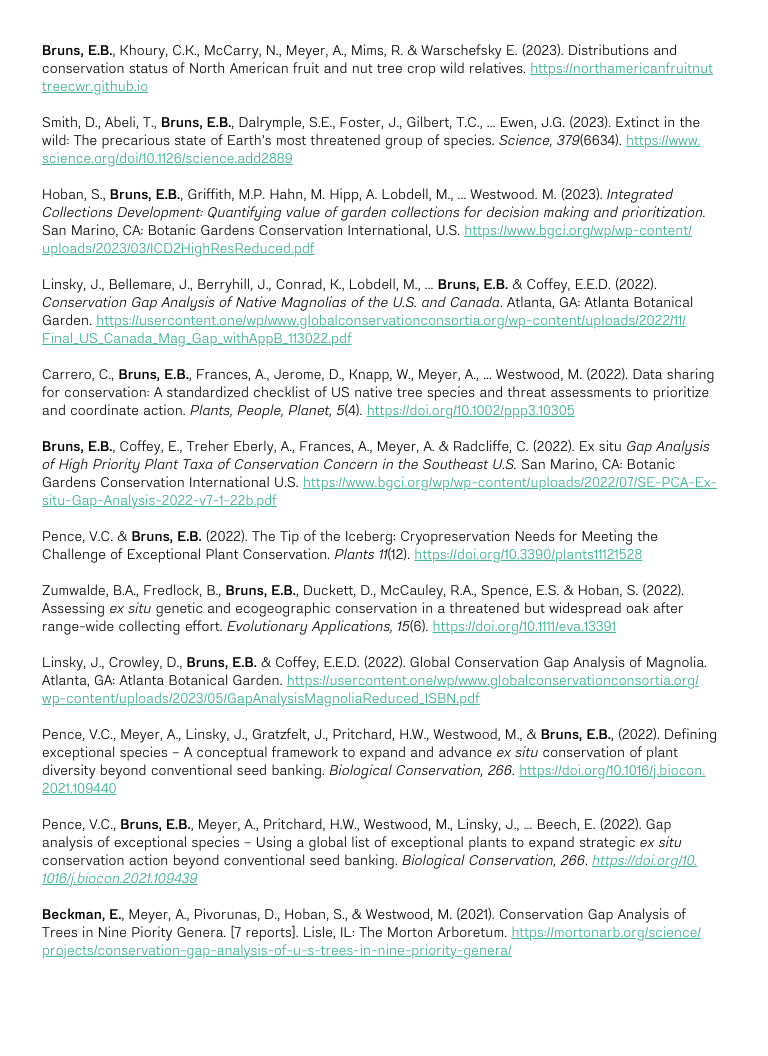 Bruns, E.B., Khoury, C.K., McCarry, N., Meyer, A., Mims, R. & Warschefsky E. (2023). Distributions and
conservation status of North American fruit and nut tree crop wild relatives. https://northamericanfruitnut
treecwr.github.io
Smith, D., Abeli, T., Bruns, E.B., Dalrymple, S.E., Foster, J., Gilbert, T.C., ... Ewen, J.G. (2023). Extinct in the
wild: The precarious state of Earth's most threatened group of species. Science, 379(6634). https://www.
science.org/doi/10.1126/science.add2889
Hoban, S., Bruns, E.B., Griffith, M.P. Hahn, M. Hipp, A. Lobdell, M., ... Westwood. M. (2023). Integrated
Collections Development: Quantifying value of garden collections for decision making and prioritization.
San Marino, CA: Botanic Gardens Conservation International, U.S. https://www.bgci.org/wp/wp-content/
uploads/2023/03/ICD2HighResReduced.pdf
Linsky, J., Bellemare, J., Berryhill, J., Conrad, K., Lobdell, M., ... Bruns, E.B. & Coffey, E.E.D. (2022).
Conservation Gap Analysis of Native Magnolias of the U.S. and Canada. Atlanta, GA: Atlanta Botanical
Garden. https://usercontent.one/wp/www.globalconservationconsortia.org/wp-content/uploads/2022/11/
Final_US_Canada_Mag_Gap_withAppB_113022.pdf
Carrero, C., Bruns, E.B., Frances, A., Jerome, D., Knapp, W., Meyer, A., ... Westwood, M. (2022). Data sharing
for conservation: A standardized checklist of US native tree species and threat assessments to prioritize
and coordinate action. Plants, People, Planet, 5(4). https://doi.org/10.1002/ppp3.10305
Bruns, E.B., Coffey, E., Treher Eberly, A., Frances, A., Meyer, A. & Radcliffe, C. (2022). Ex situ Gap Analysis
of High Priority Plant Taxa of Conservation Concern in the Southeast U.S. San Marino, CA: Botanic
Gardens Conservation International U.S. https://www.bgci.org/wp/wp-content/uploads/2022/07/SE-PCA-Ex-
situ-Gap-Analysis-2022-v7-1-22b.pdf
Pence, V.C. & Bruns, E.B. (2022). The Tip of the Iceberg: Cryopreservation Needs for Meeting the
Challenge of Exceptional Plant Conservation. Plants 11(12). https://doi.org/10.3390/plants11121528
Zumwalde, B.A., Fredlock, B., Bruns, E.B., Duckett, D., McCauley, R.A., Spence, E.S. & Hoban, S. (2022).
Assessing ex situ genetic and ecogeographic conservation in a threatened but widespread oak after
range-wide collecting effort. Evolutionary Applications, 15(6). https://doi.org/10.1111/eva.13391
Linsky, J., Crowley, D., Bruns, E.B. & Coffey, E.E.D. (2022). Global Conservation Gap Analysis of Magnolia.
Atlanta, GA: Atlanta Botanical Garden. https://usercontent.one/wp/www.globalconservationconsortia.org/
wp-content/uploads/2023/05/GapAnalysisMagnoliaReduced_ISBN.pdf
Pence, V.C., Meyer, A., Linsky, J., Gratzfelt, J., Pritchard, H.W., Westwood, M., & Bruns, E.B., (2022). Defining
exceptional species – A conceptual framework to expand and advance ex situ conservation of plant
diversity beyond conventional seed banking. Biological Conservation, 266. https://doi.org/10.1016/j.biocon.
2021.109440
Pence, V.C., Bruns, E.B., Meyer, A., Pritchard, H.W., Westwood, M., Linsky, J., ... Beech, E. (2022). Gap
analysis of exceptional species – Using a global list of exceptional plants to expand strategic ex situ
conservation action beyond conventional seed banking. Biological Conservation, 266. https://doi.org/10.
1016/j.biocon.2021.109439
Beckman, E., Meyer, A., Pivorunas, D., Hoban, S., & Westwood, M. (2021). Conservation Gap Analysis of
Trees in Nine Piority Genera. [7 reports]. Lisle, IL: The Morton Arboretum. https://mortonarb.org/science/
projects/conservation-gap-analysis-of-u-s-trees-in-nine-priority-genera/